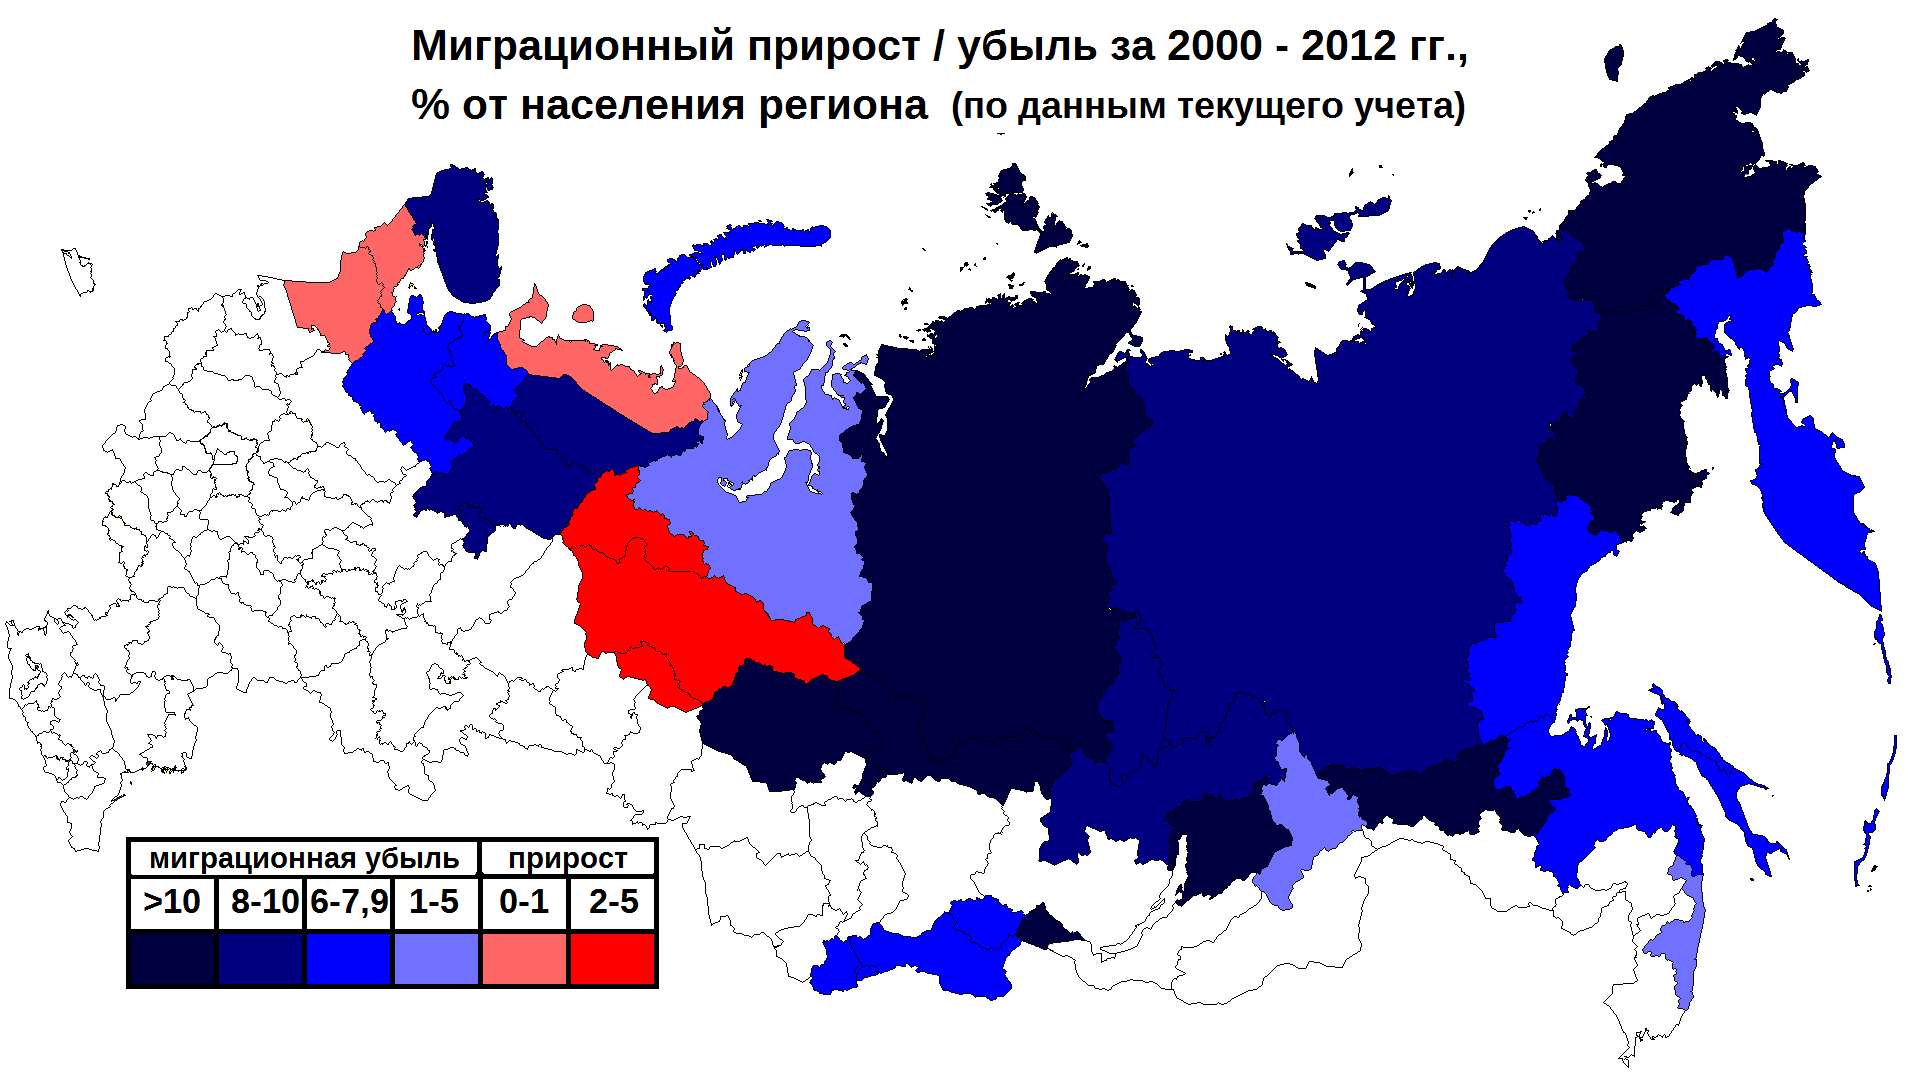 Миграционный прирост / убыль за 2000 - 2012 гг.,
% от населения региона (по данным текущего учета)
миграционная убыль прирост
>10 8-10 6-7,9 1-5 0-1 2-5